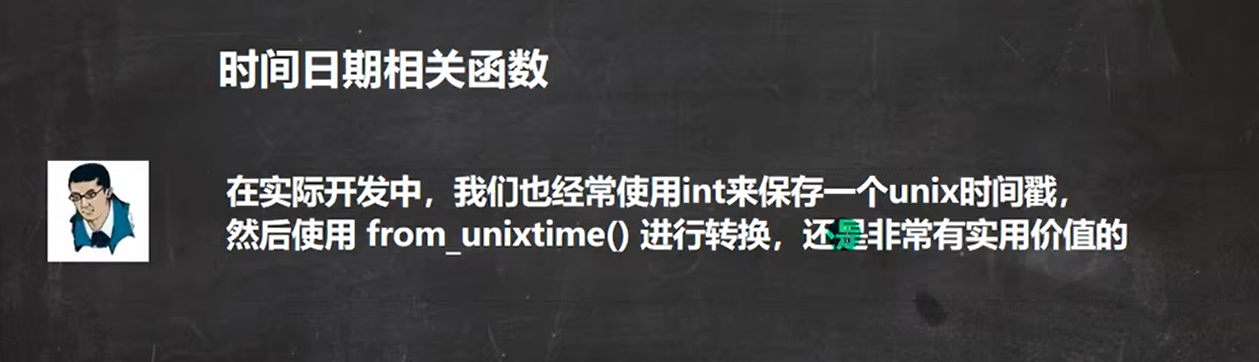 时间日期相关函数
在实际开发中，我们也经常使用int来保存一个unix时间戳，
然后使用 from_unixtime() 进行转换，还是非常有实用价值的